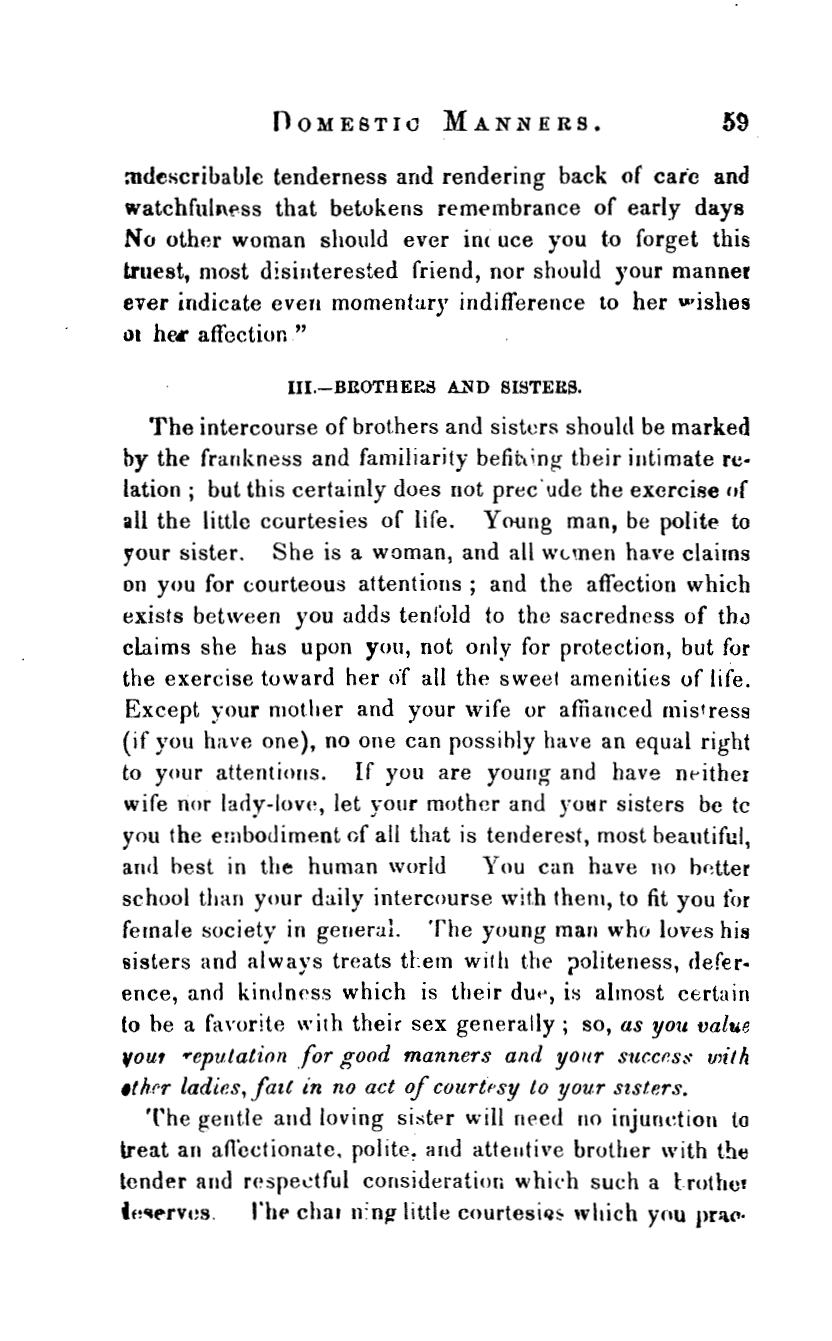 DOMESTIC MANNERS. 59
indescribable tenderness and rendering back of care and
watchfulness that betokens remembrance of early days
No other woman should ever induce you to forget this
truest, most disinterested friend, nor should your manner
ever indicate even momentary indifference to her wishes
or her affection"
III.—BROTHERS AND SISTERS.
The intercourse of brothers and sisters should be marked
by the frankness and familiarity befitting their intimate re-
lation ; but this certainly does not preclude the exercise of
all the little courtesies of life. Young man, be polite to
your sister. She is a woman, and all women have claims
on you for courteous attentions ; and the affection which
exists between you adds tenfold to the sacredness of the
claims she has upon you, not only for protection, but for
the exercise toward her of all the sweet amenities of life.
Except your mother and your wife or affianced mistress
(if you have one), no one can possibly have an equal right
to your attentions. If you are young and have neither
wife nor lady-love, let your mother and your sisters be to
you the embodiment of all that is tenderest, most beautiful,
and best in the human world You can have no better
school than your daily intercourse with them, to fit you for
female society in general. The young man who loves his
sisters and always treats them with the politeness, defer-
ence, and kindness which is their due, is almost certain
to be a favorite with their sex generally ; so, as you value
your reputation for good manners and your success with
other ladies, fail in no act of courtesy to your sisters.
The gentle and loving sister will need no injunction to
treat an affectionate, polite, and attentive brother with the
tender and respectful consideration which such a brother
deserves. The charming little courtesies which you prac-